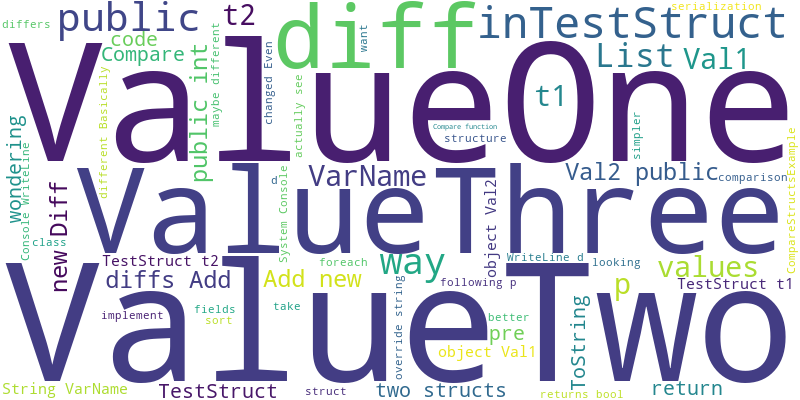 differs
public
t2
diff
want
inTestStruct
serialization
code
Compare
public int
maybe different
changed Even
List
Val1
ValueOne
t1
wondering
Console WriteLine
different Basically
actually see
Compare function
structure
simpler
CompareStructsExample
new Diff
class
d
System Console
VarName
ValueThree
Val2 public
comparison
object Val2
TestStruct t2
foreach
way
WriteLine d
looking
values
diffs Add
Add new
following p
p
TestStruct t1
ValueTwo
implement
fields
sort
take
override string
better
pre
object Val1
ToString
String VarName
TestStruct
struct
two structs
returns bool
return